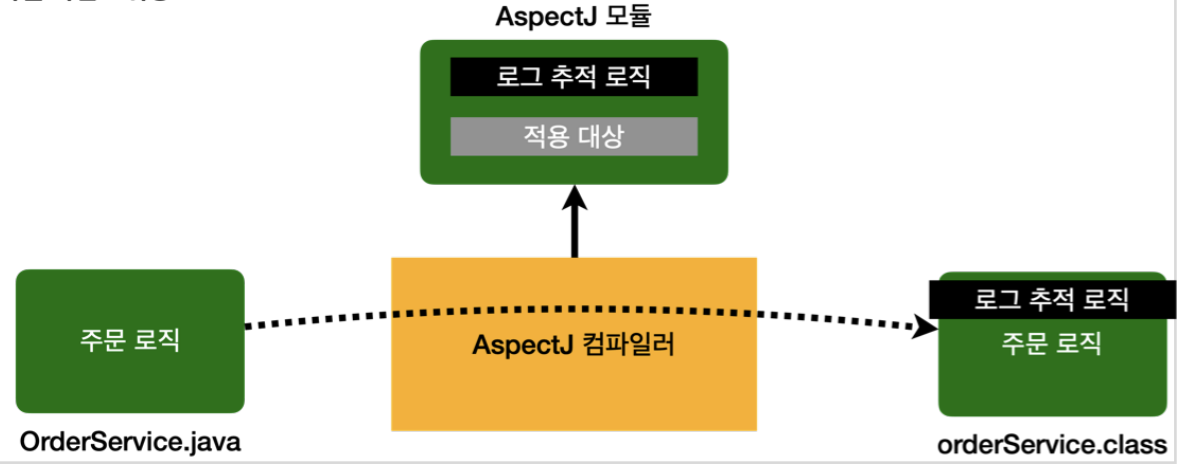 AspectJ 모듈
로그 추적 로직
적용 대상
주문 로직
AspectJ 컴파일러
로그 추적 로직
주문 로직
OrderService.java
orderService.class